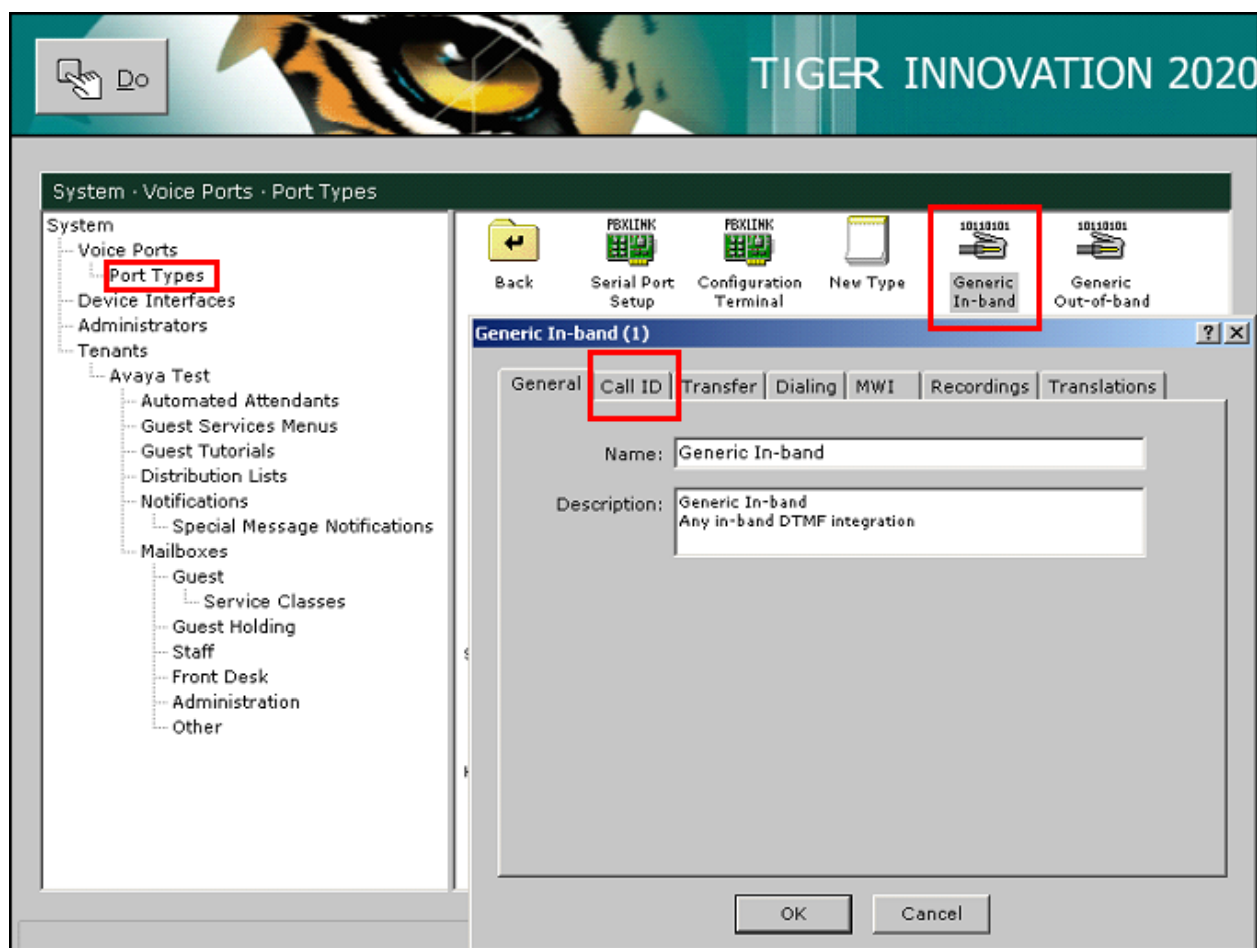 Do
TIGER INNOVATION 2020
System · Voice Ports · Port Types
System
Voice Ports
Port Types
Device Interfaces
Administrators
Tenants
Avaya Test
Automated Attendants
Guest Services Menus
Guest Tutorials
Distribution Lists
Notifications
Special Message Notifications
Mailboxes
Guest
Service Classes
Guest Holding
Staff
Front Desk
Administration
Other
PBXLINK
PBXLINK
10110101
10110101
Back
Serial Port
Setup
Configuration
Terminal
New Type
Generic
In-band
Generic
Out-of-band
Generic In-band (1)
? X
General Call ID Transfer Dialing MWI Recordings Translations
Name: Generic In-band
Description: Generic In-band
Any in-band DTMF integration
OK Cancel